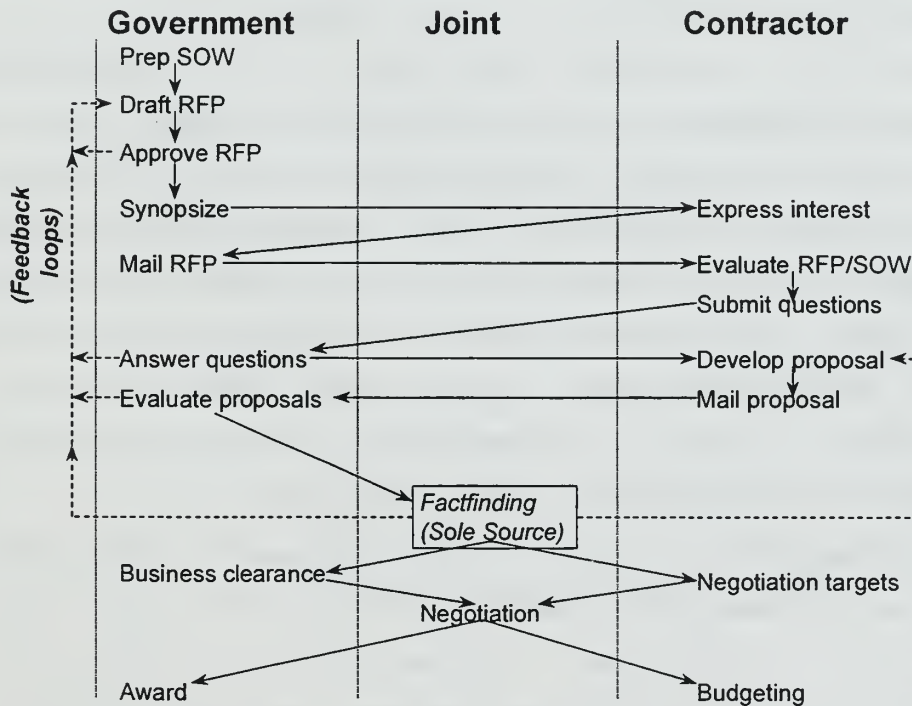 Government Joint Contractor
Prep SOW
Draft RFP
Approve RFP
Synopsize Express interest
Mail RFP Evaluate RFP/SOW
Submit questions
Answer questions Develop proposal
Evaluate proposals Mail proposal
(Feedback
loops)
Factfinding
(Sole Source)
Business clearance Negotiation targets
Negotiation
Award Budgeting